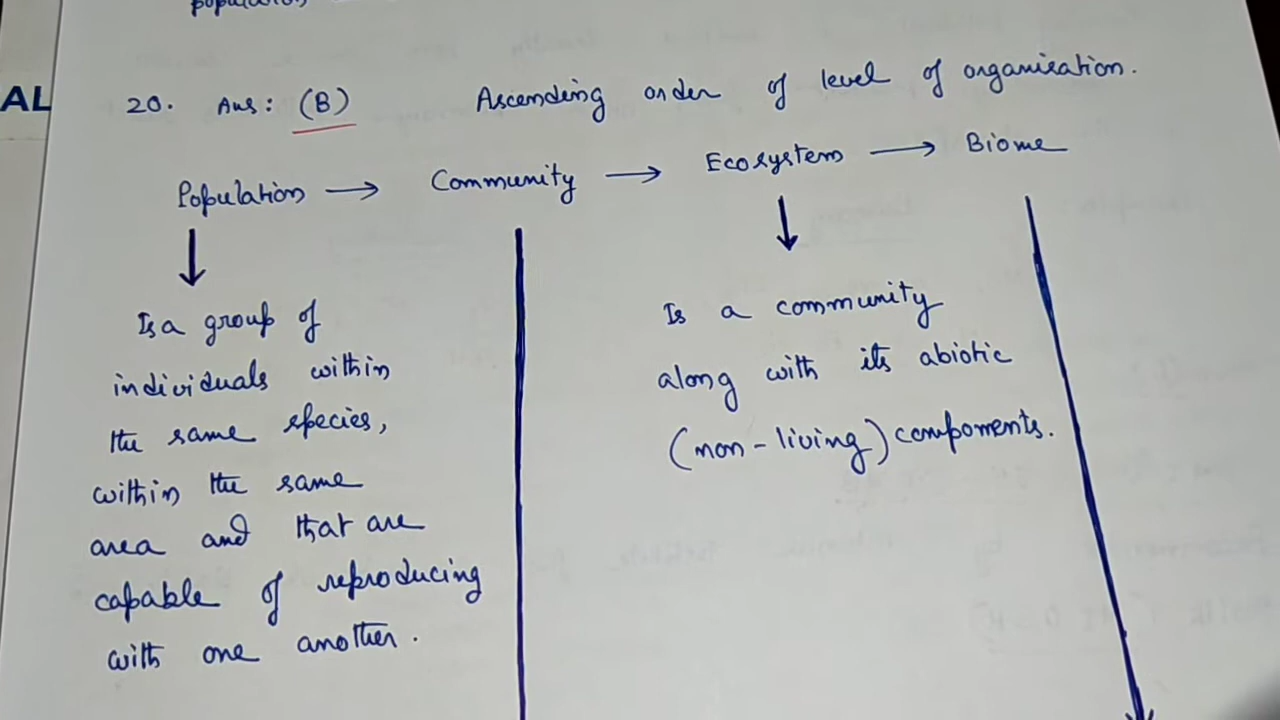 population
AL
20. Ans: (B) Ascending order of level of organisation.
Population → Community → Ecosystem → Biome
Is a group of
individuals within
the same species,
within the same
area and that are
capable of reproducing
with one another.
Is a community
along with its abiotic
(non-living) components.